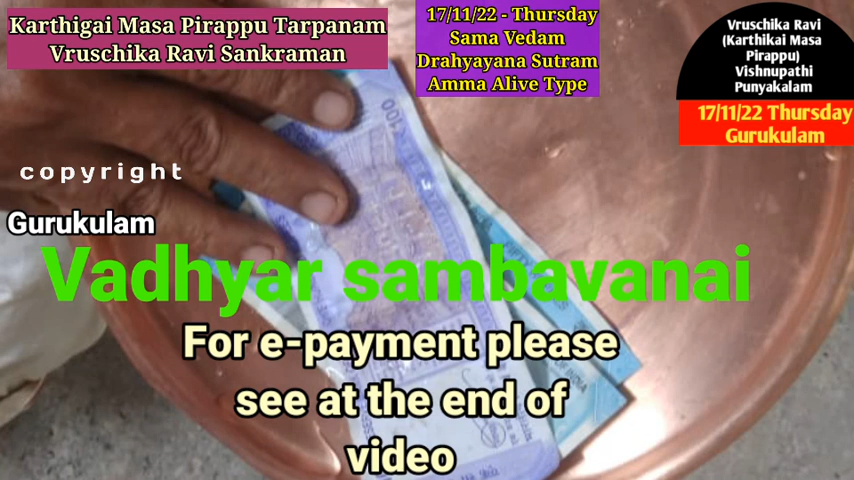 Karthigai Masa Pirappu Tarpanam
Vruschika Ravi Sankraman
17/11/22 - Thursday
Sama Vedam
Drahyayana Sutram
Amma Alive Type
Vruschika Ravi
(Karthikai Masa
Pirappu)
Vishnupathi
Punyakalam
17/11/22 Thursday
Gurukulam
copyright
Gurukulam
Vadhyar sambavanai
For e-payment please
see at the end of
video
100